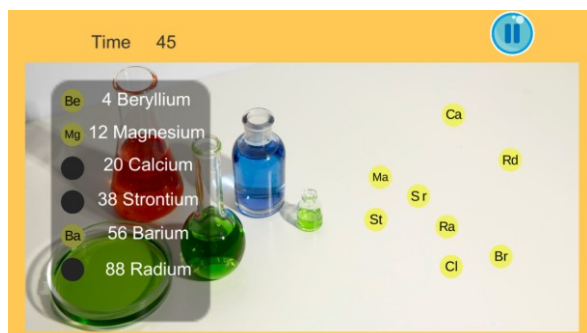 Time 45
Be 4 Beryllium
Mg 12 Magnesium
20 Calcium
38 Strontium
Ba 56 Barium
88 Radium
Ca
Rd
Ma
Sr
St
Ra
Br
Cl